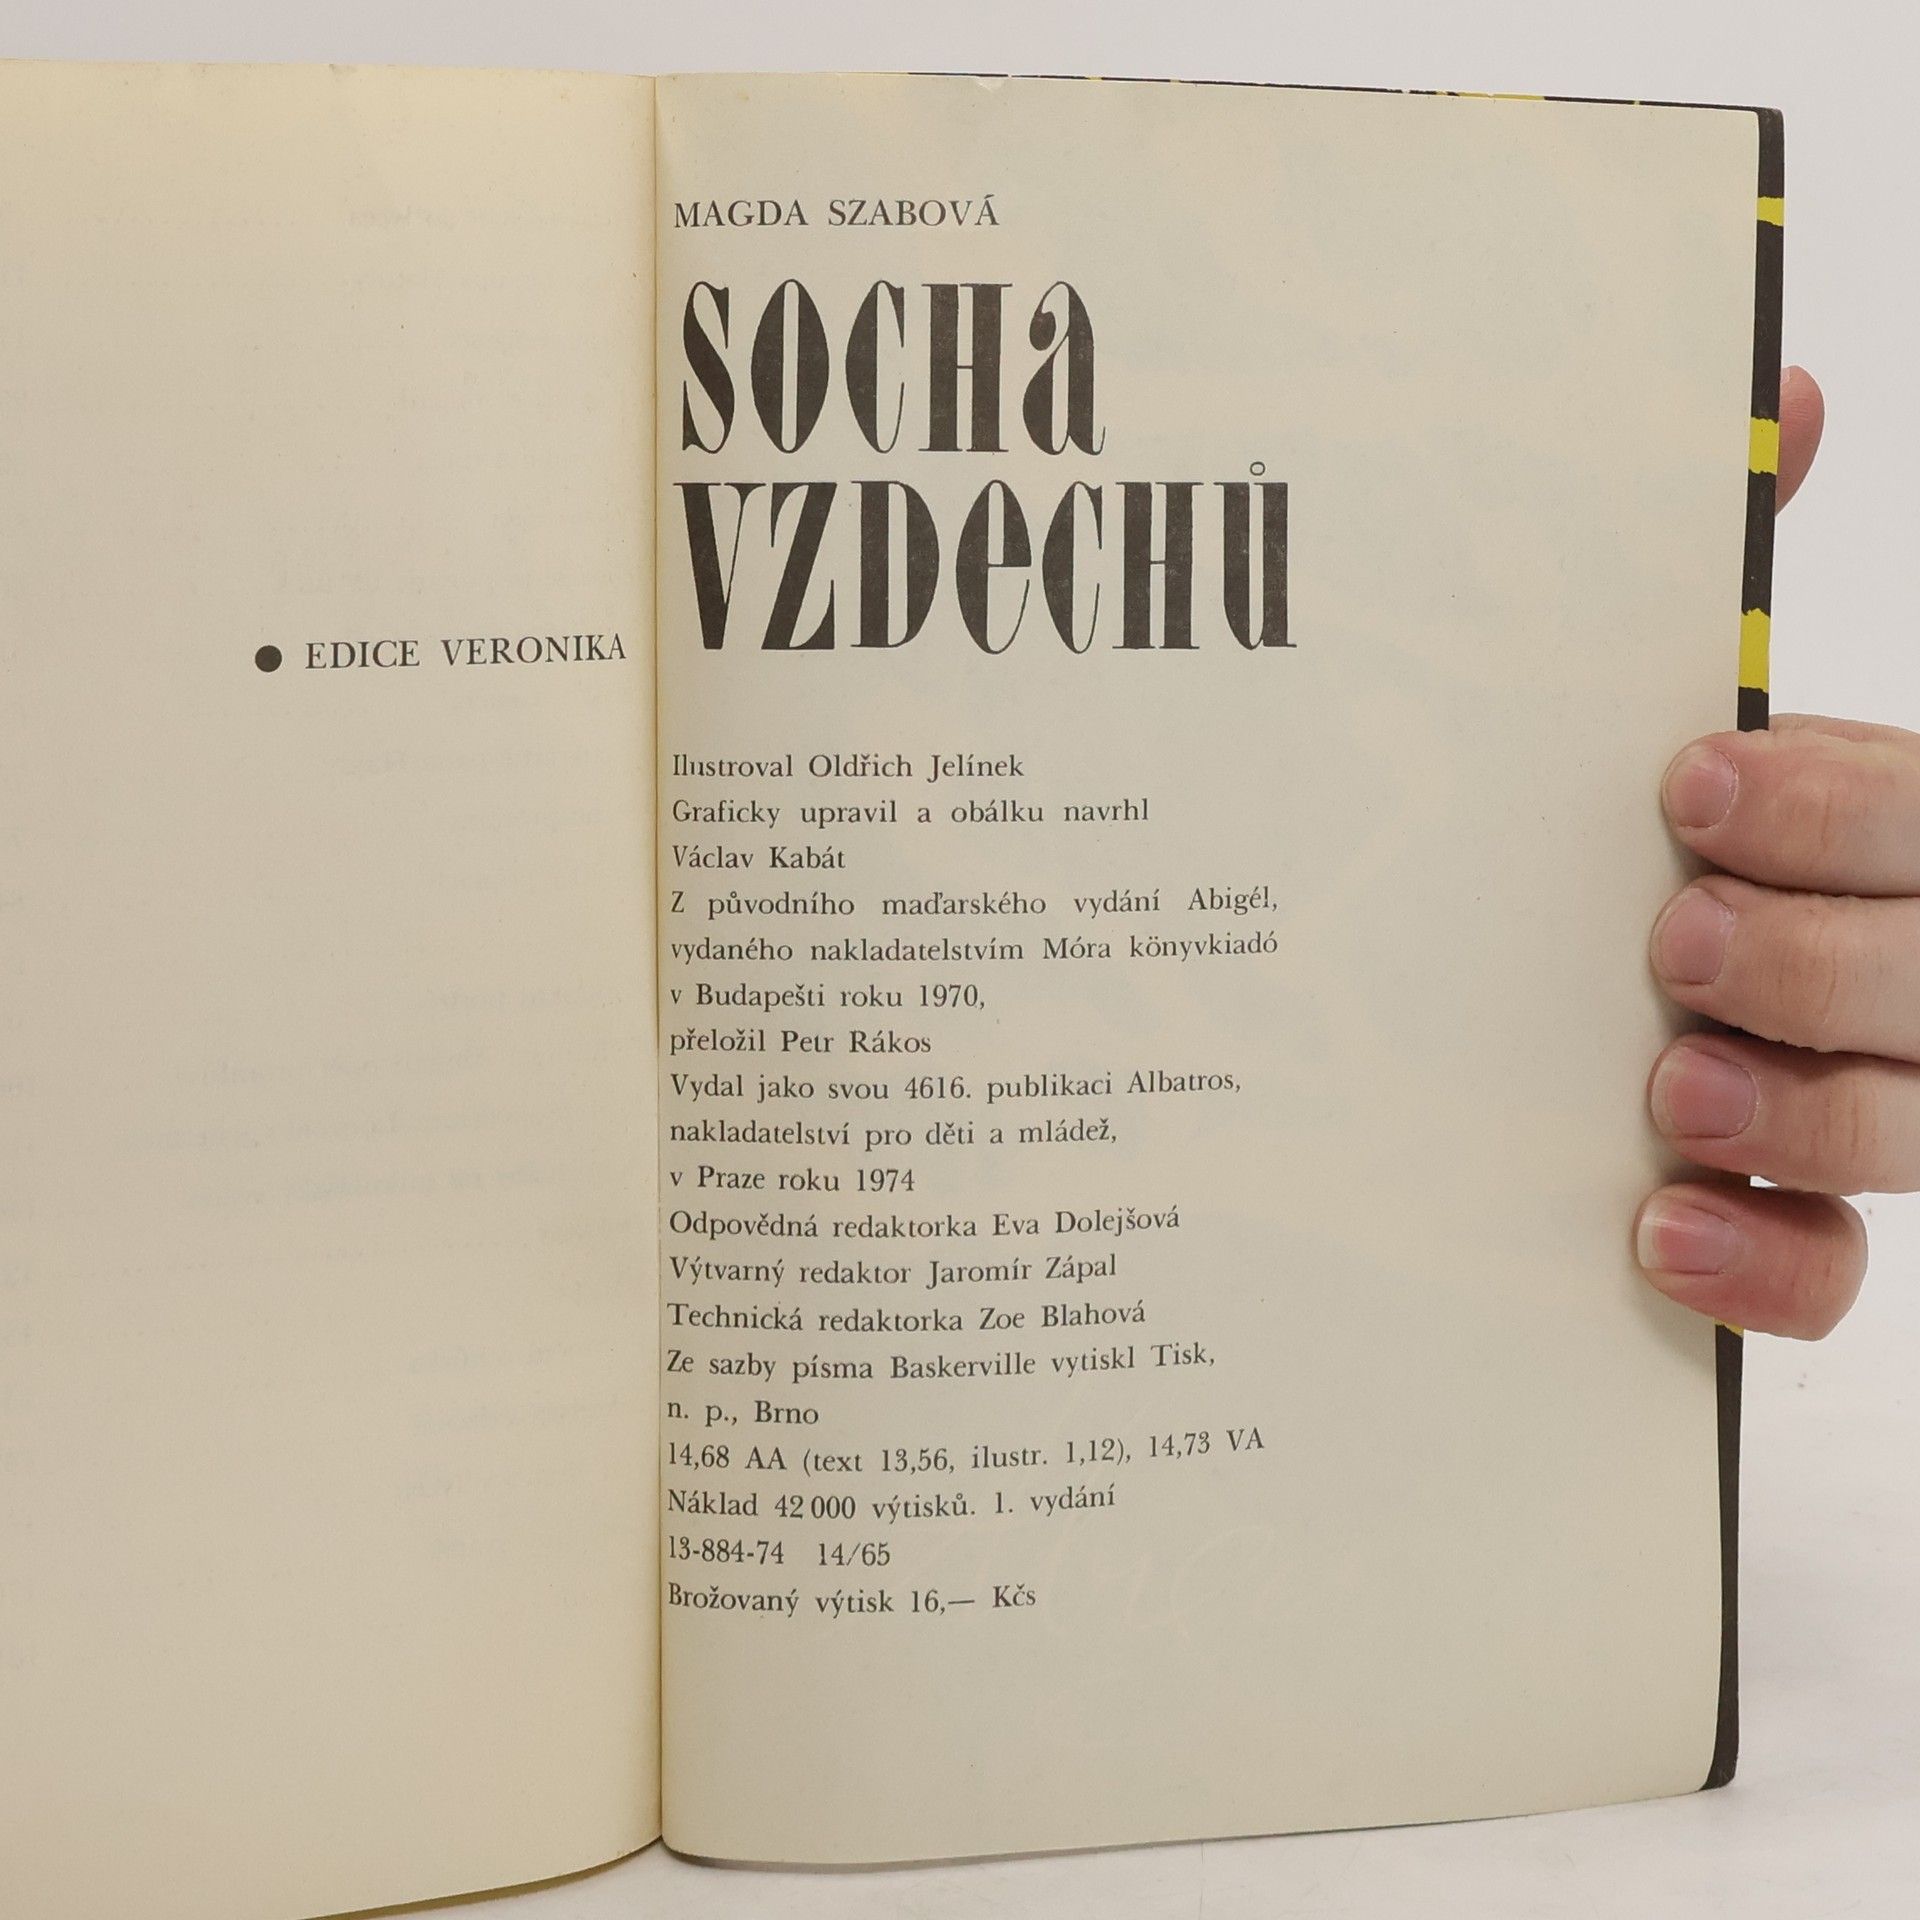 ● EDICE VERONIKA
MAGDA SZABOVÁ
SOCHA
VZDECHŮ
Ilustroval Oldřich Jelínek
Graficky upravil a obálku navrhl
Václav Kabát
Z původního maďarského vydání Abigél,
vydaného nakladatelstvím Móra könyvkiadó
v Budapešti roku 1970,
přeložil Petr Rákos
Vydal jako svou 4616. publikaci Albatros,
nakladatelství pro děti a mládež,
v Praze roku 1974
Odpovědná redaktorka Eva Dolejšová
Výtvarný redaktor Jaromír Zápal
Technická redaktorka Zoe Blahová
Ze sazby písma Baskerville vytiskl Tisk,
n. p., Brno
14,68 AA (text 13,56, ilustr. 1,12), 14,73 VA
Náklad 42 000 výtisků. 1. vydání
13-884-74 14/65
Brožovaný výtisk 16,— Kčs